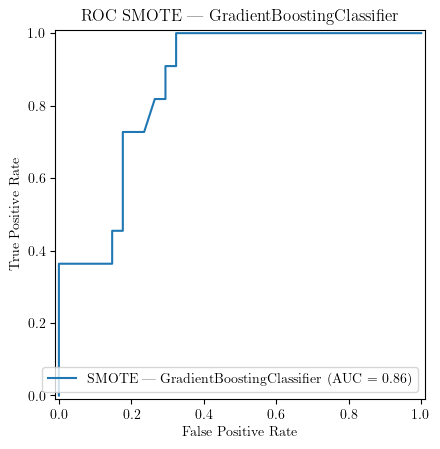 ROC SMOTE — GradientBoostingClassifier
1.0
0.8
0.6
0.4
0.2
0.0
True Positive Rate
SMOTE — GradientBoostingClassifier (AUC = 0.86)
0.0 0.2 0.4 0.6 0.8 1.0
False Positive Rate